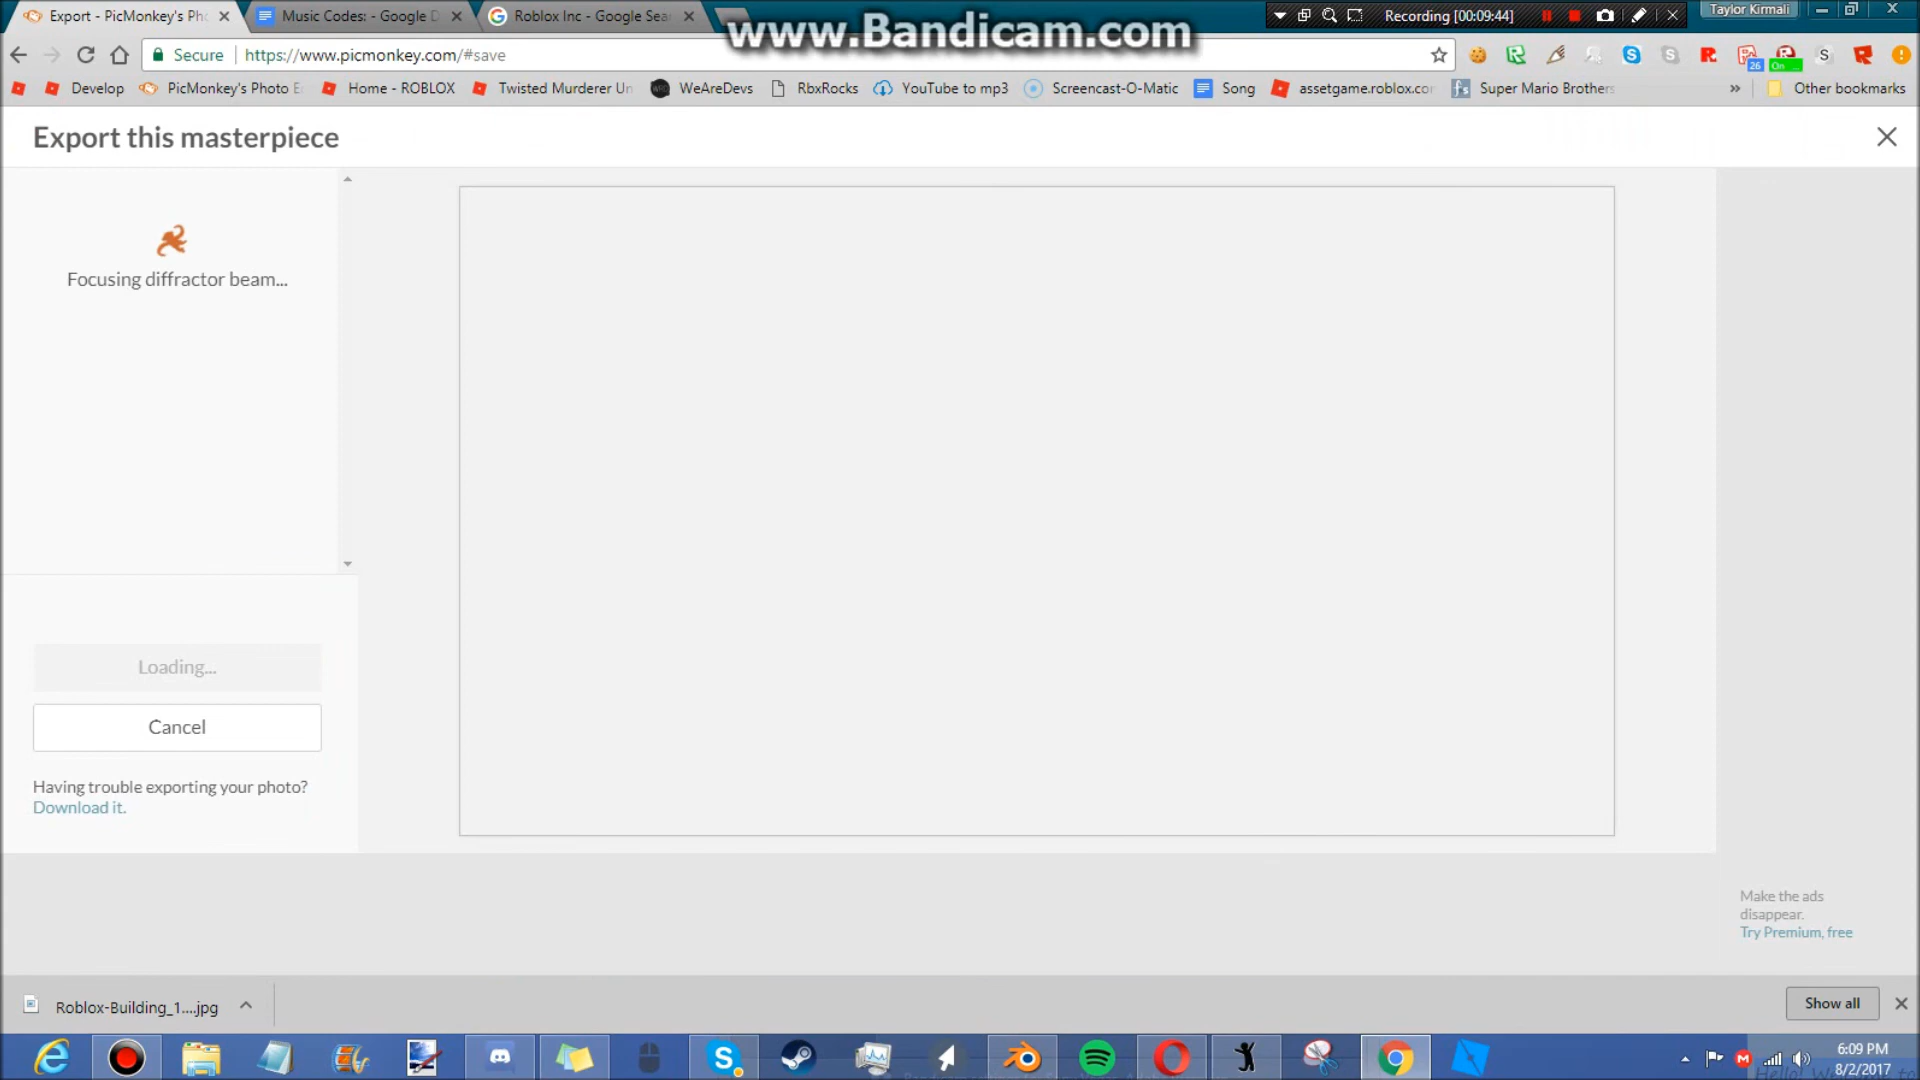 Export - PicMonkey's Pho
Music Codes: - Google D
Roblox Inc - Google Sea
www.Bandicam.com
Recording [00:09:44]
Taylor Kirmali
Secure
https://www.picmonkey.com/#save
26
On
Develop
PicMonkey's Photo E
Home - ROBLOX
Twisted Murderer Un
WeAreDevs
RbxRocks
YouTube to mp3
Screencast-O-Matic
Song
assetgame.roblox.co
Super Mario Brothers
»
Other bookmarks
Export this masterpiece
Focusing diffractor beam...
Loading...
Cancel
Having trouble exporting your photo?
Download it.
Make the ads
disappear.
Try Premium, free
Roblox-Building_1....jpg
Show all
6:09 PM
8/2/2017